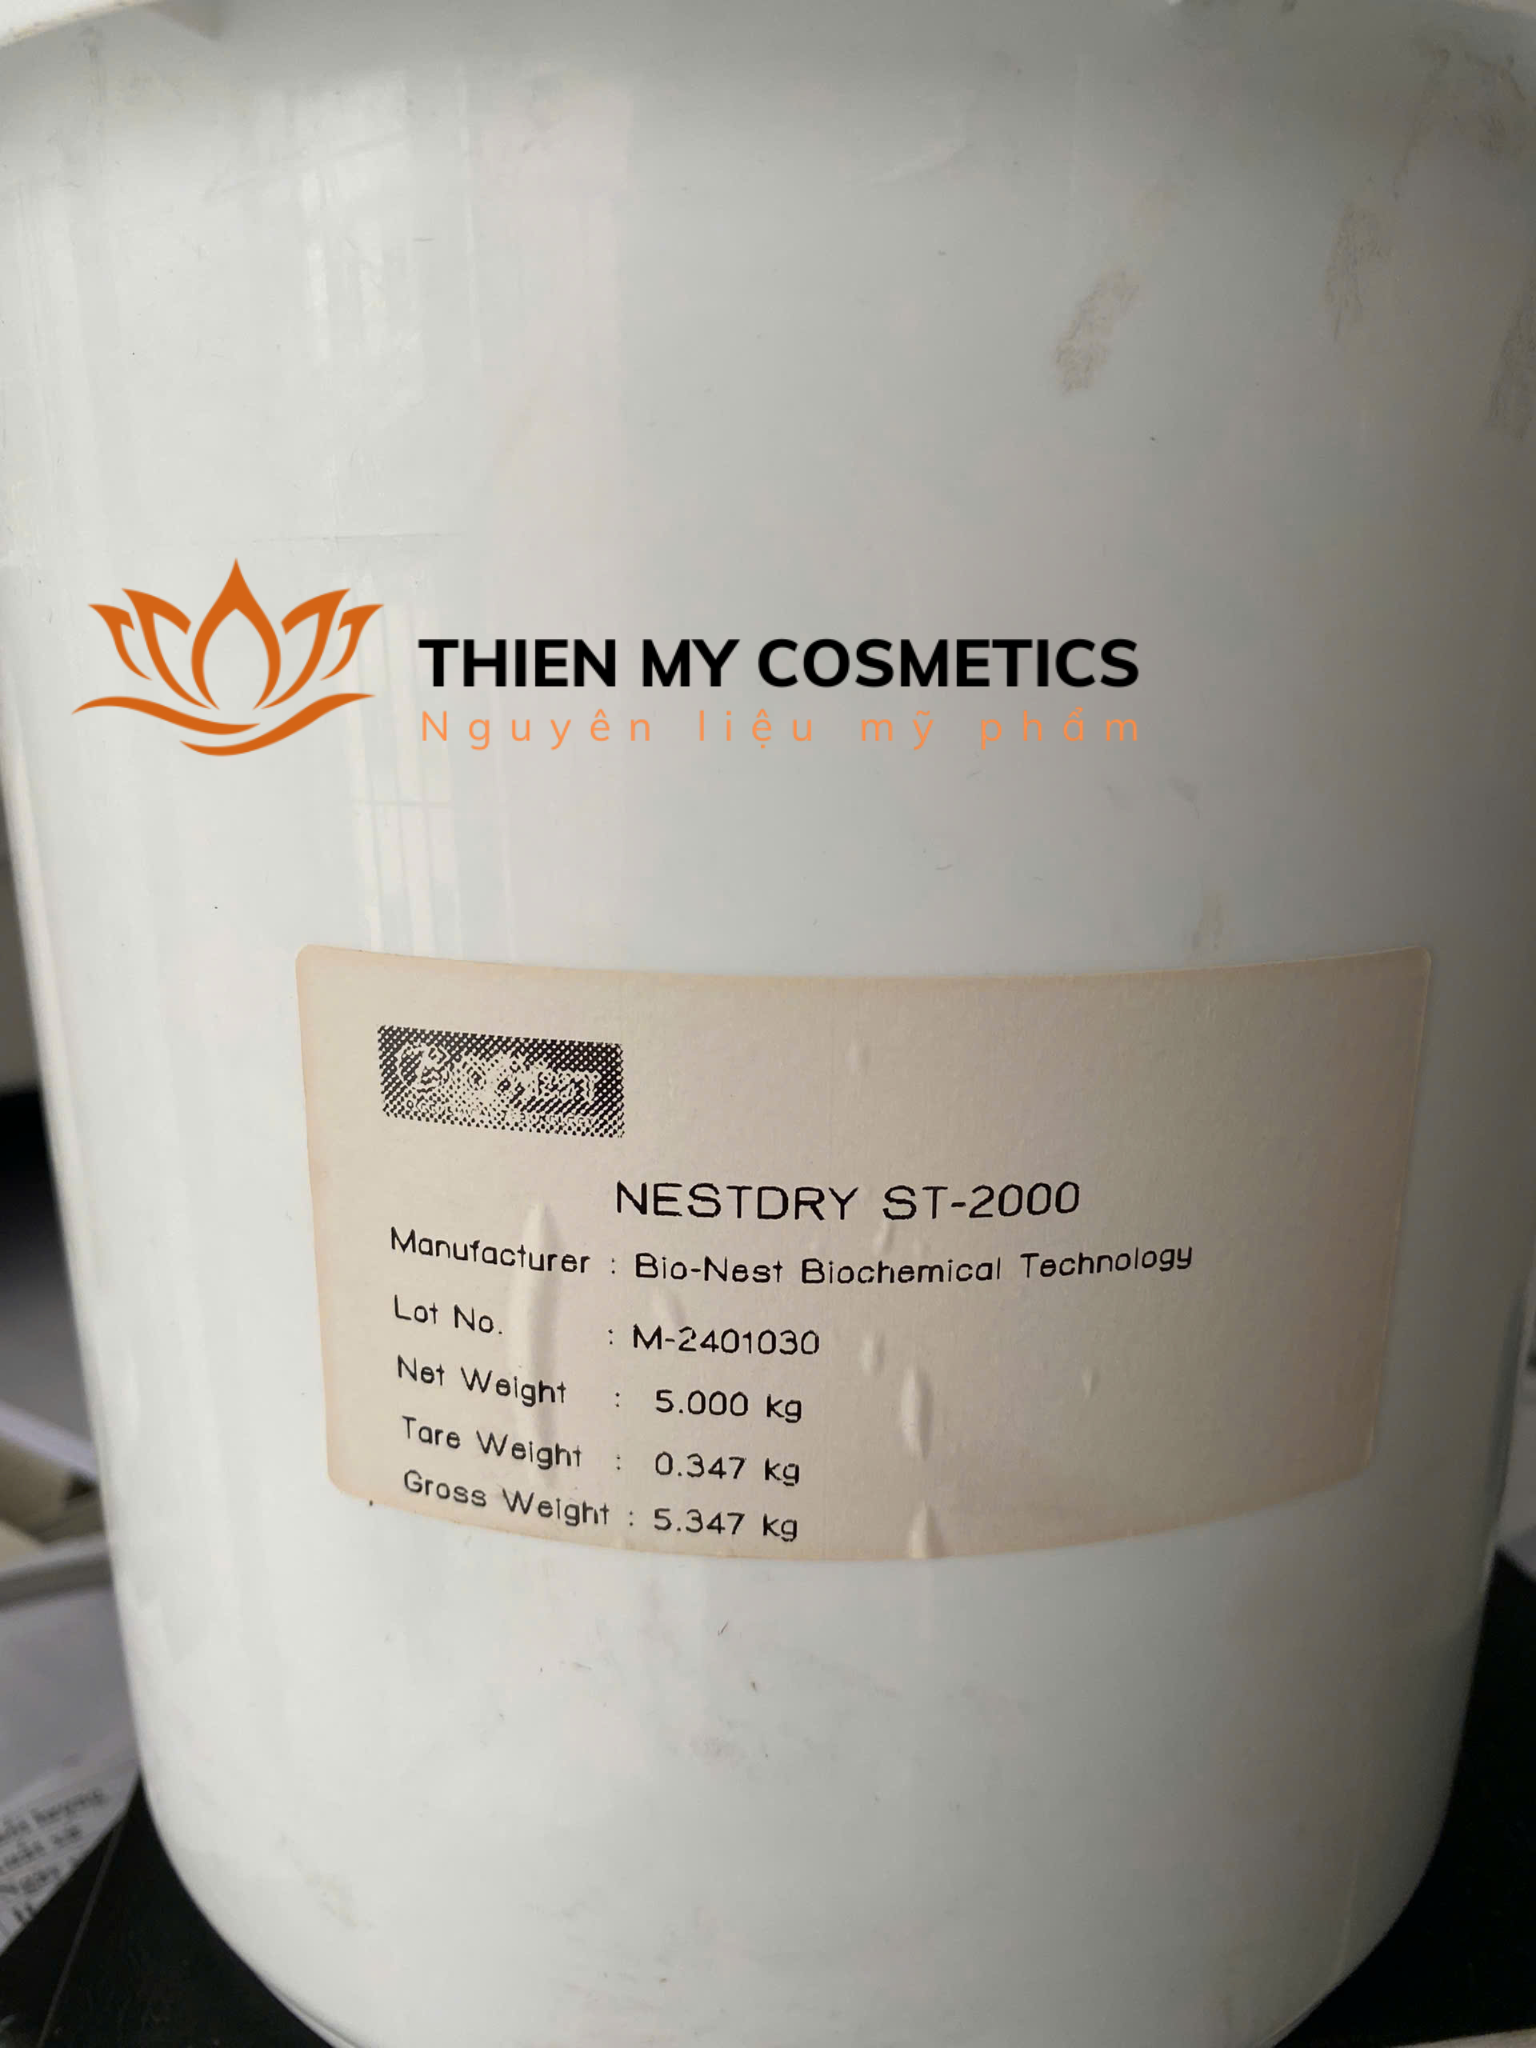 THIEN MY COSMETICS
Nguyên liệu mỹ phẩm
NESTDRY ST-2000
Manufacturer : Bio-Nest Biochemical Technology
Lot No. : M-2401030
Net Weight : 5.000 kg
Tare Weight : 0.347 kg
Gross Weight : 5.347 kg